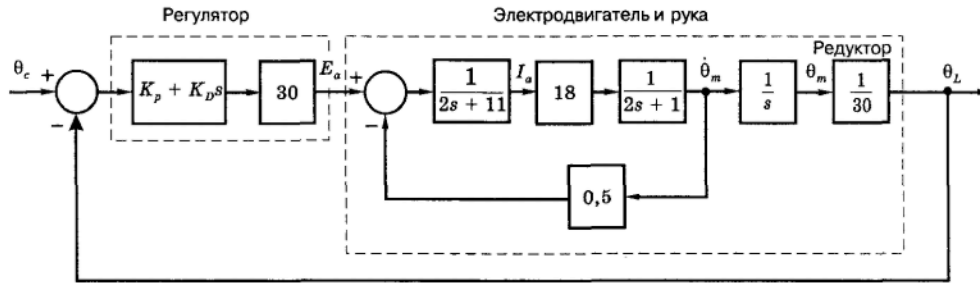 Регулятор
Электродвигатель и рука
Редуктор
θc + −
Kp + KDs
30
Ea
+ −
1
2s + 11
Ia
18
1
2s + 1
θ̇m
1
s
θm
1
30
θL
0,5